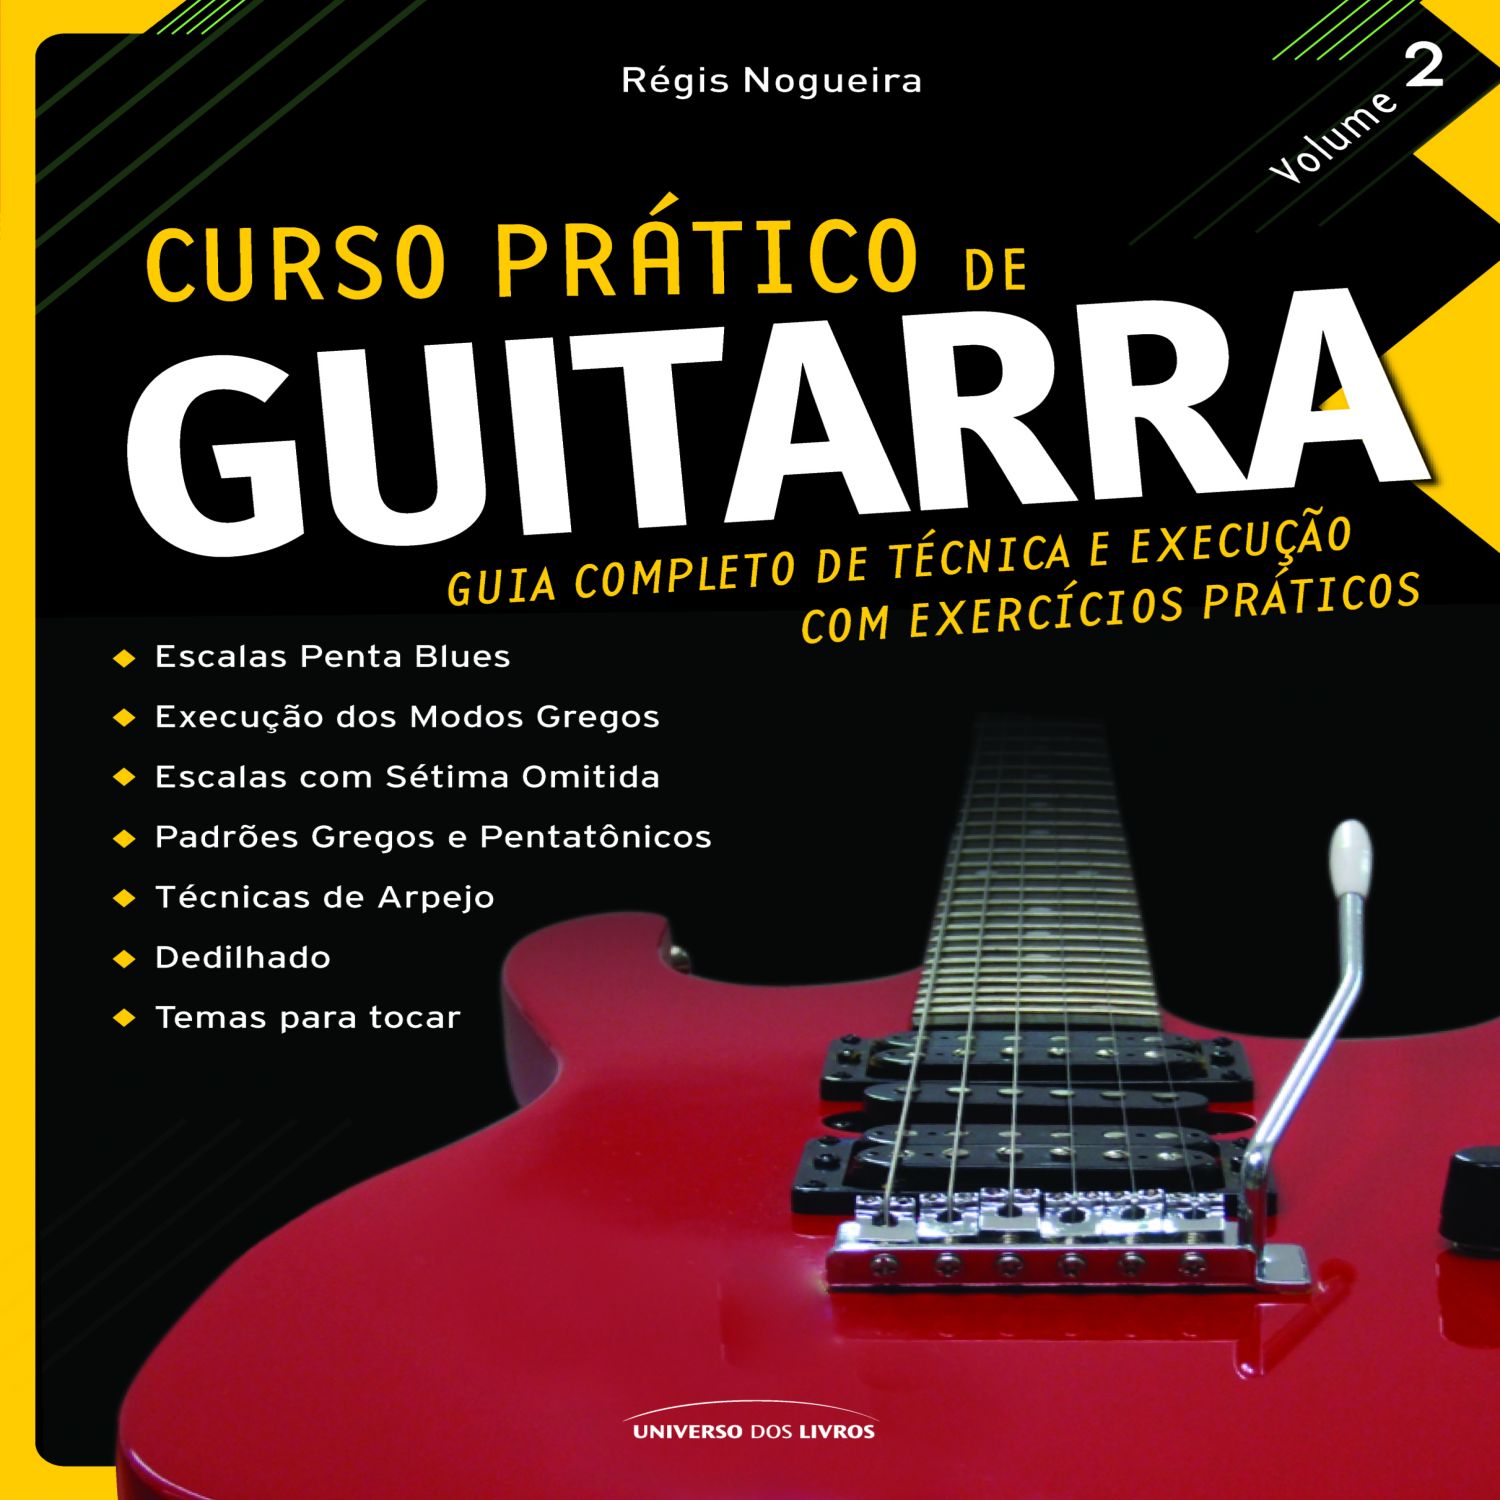 Régis Nogueira
Volume 2
CURSO PRÁTICO DE
GUITARRA
GUIA COMPLETO DE TÉCNICA E EXECUÇÃO
COM EXERCÍCIOS PRÁTICOS
Escalas Penta Blues
Execução dos Modos Gregos
Escalas com Sétima Omitida
Padrões Gregos e Pentatônicos
Técnicas de Arpejo
Dedilhado
Temas para tocar
UNIVERSO DOS LIVROS